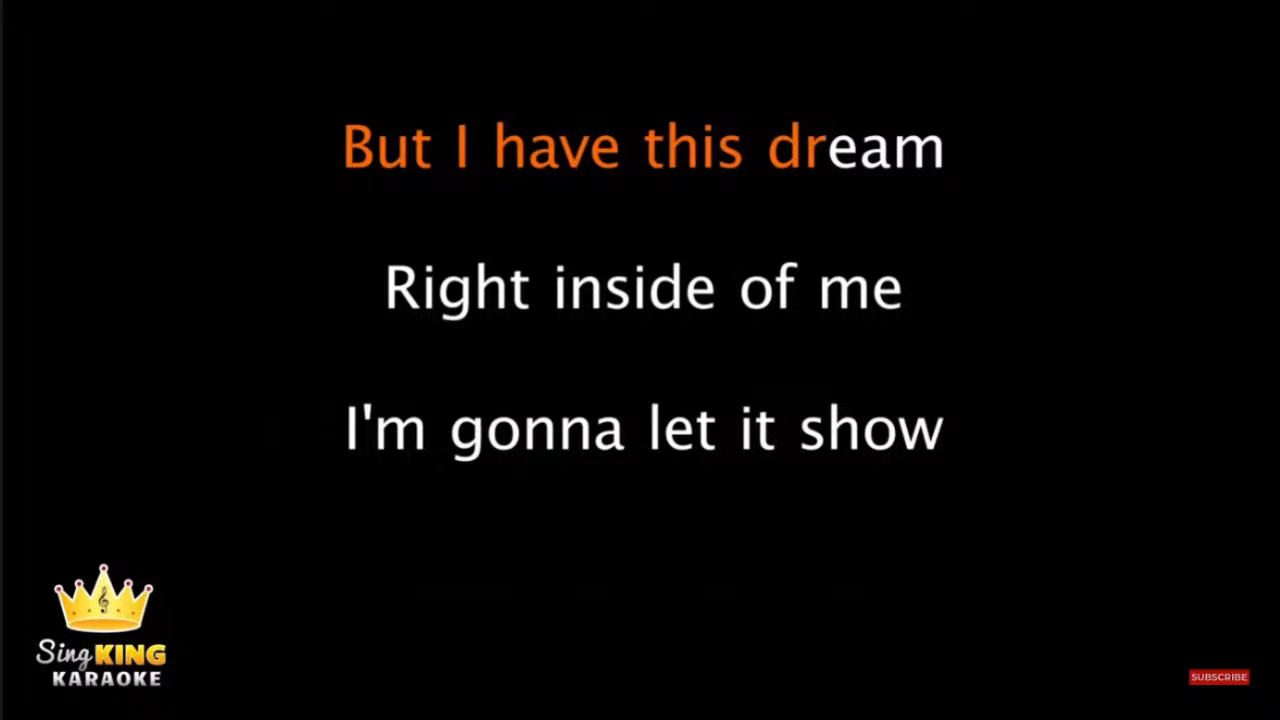 But I have this dream
Right inside of me
I'm gonna let it show
Sing KING
KARAOKE
SUBSCRIBE